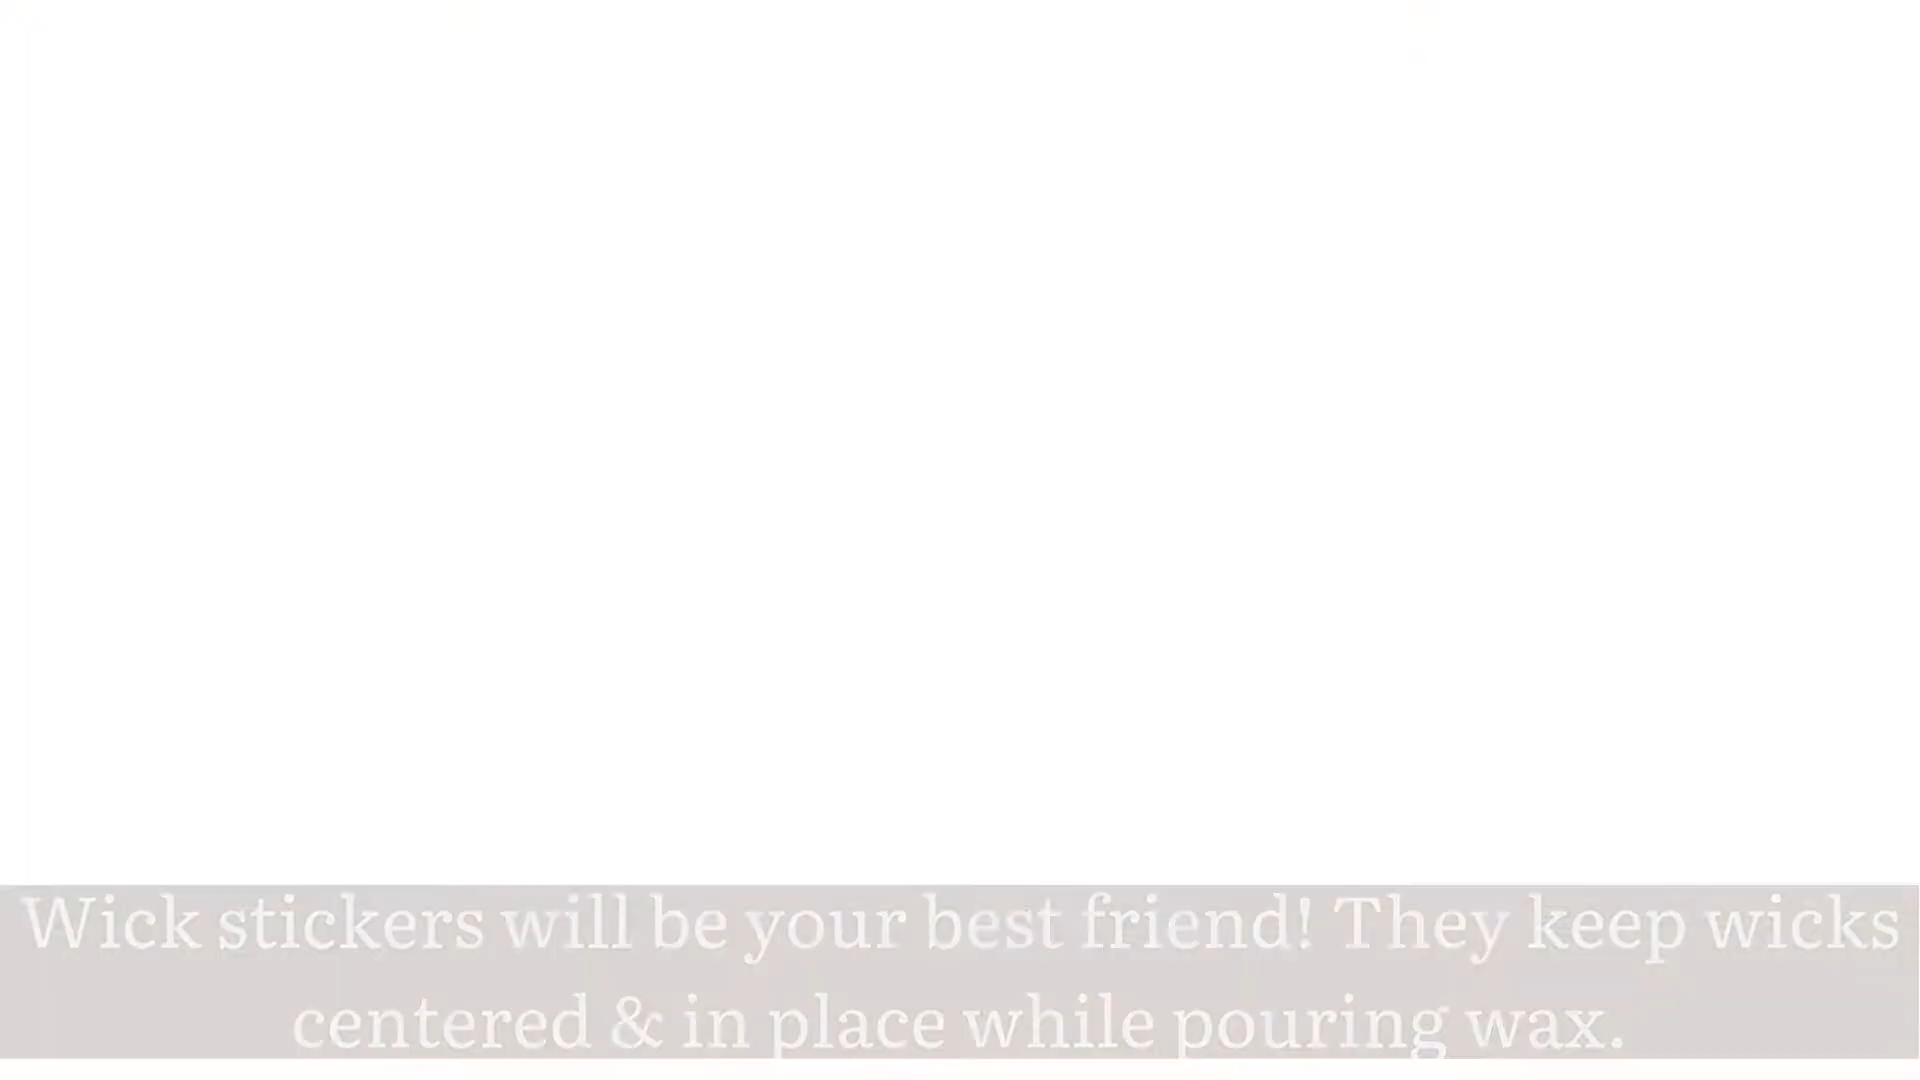 Wick stickers will be your best friend! They keep wicks
centered & in place while pouring wax.